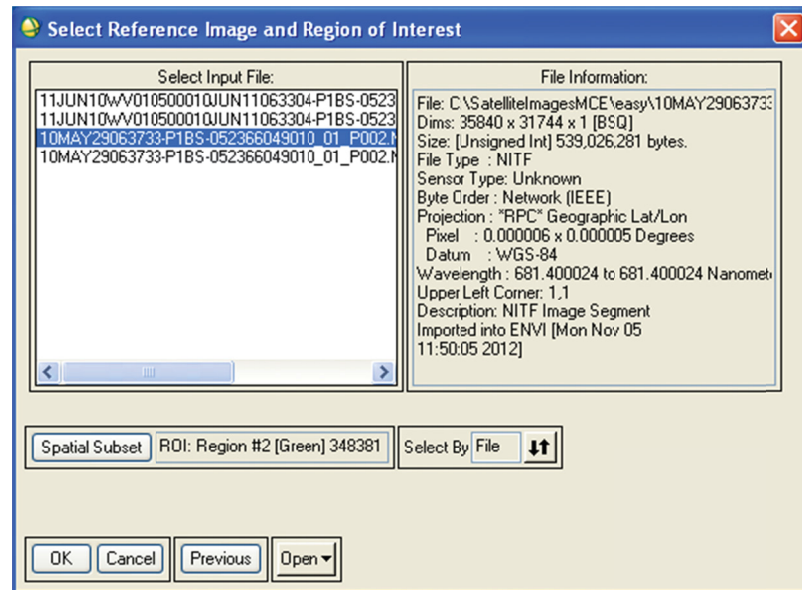 Select Reference Image and Region of Interest
Select Input File:
11JUN10WV010500010JUN11063304-P1BS-0523
11JUN10WV010500010JUN11063304-P1BS-0523
10MAY29063733-P1BS-052366049010_01_P002.N
10MAY29063733-P1BS-052366049010_01_P002.N
File Information:
File: C:\SatelliteImagesMCE\easy\10MAY2906373
Dims: 35840 x 31744 x 1 [BSQ]
Size: [Unsigned Int] 539,026,281 bytes.
File Type : NITF
Sensor Type: Unknown
Byte Order : Network (IEEE)
Projection : *RPC* Geographic Lat/Lon
Pixel : 0.000006 x 0.000005 Degrees
Datum : WGS-84
Wavelength : 681.400024 to 681.400024 Nanomet
Upper Left Corner: 1,1
Description: NITF Image Segment
Imported into ENVI [Mon Nov 05
11:50:05 2012]
Spatial Subset ROI: Region #2 [Green] 348381 Select By File
OK Cancel Previous Open